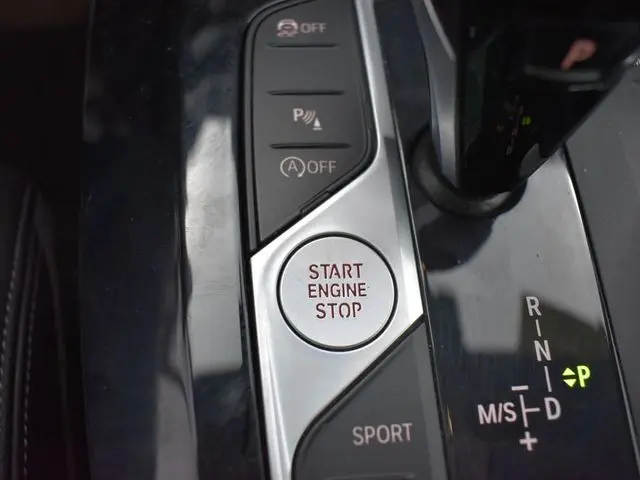 OFF
P
A OFF
START
ENGINE
STOP
SPORT
R
N
P
M/S D
+